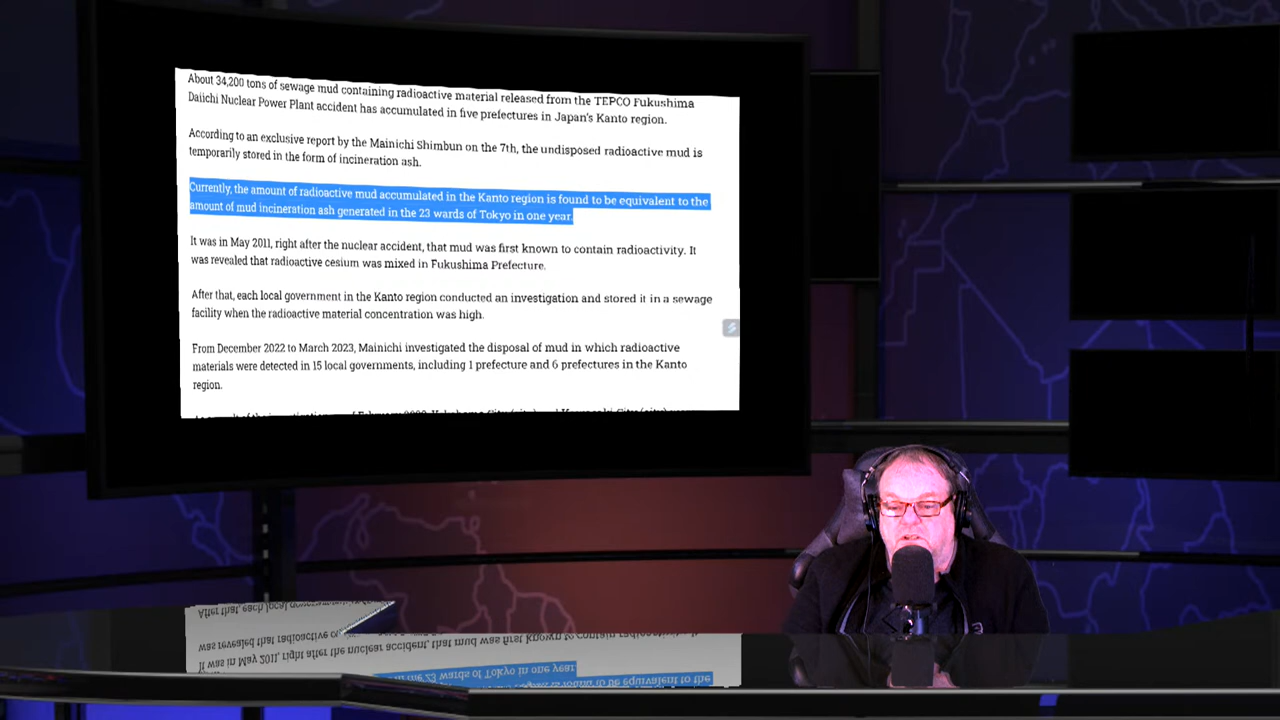 About 34,200 tons of sewage mud containing radioactive material released from the TEPCO Fukushima
Daiichi Nuclear Power Plant accident has accumulated in five prefectures in Japan's Kanto region.
According to an exclusive report by the Mainichi Shimbun on the 7th, the undisposed radioactive mud is
temporarily stored in the form of incineration ash.
Currently, the amount of radioactive mud accumulated in the Kanto region is found to be equivalent to the
amount of mud incineration ash generated in the 23 wards of Tokyo in one year.
It was in May 2011, right after the nuclear accident, that mud was first known to contain radioactivity. It
was revealed that radioactive cesium was mixed in Fukushima Prefecture.
After that, each local government in the Kanto region conducted an investigation and stored it in a sewage
facility when the radioactive material concentration was high.
From December 2022 to March 2023, Mainichi investigated the disposal of mud in which radioactive
materials were detected in 15 local governments, including 1 prefecture and 6 prefectures in the Kanto
region.